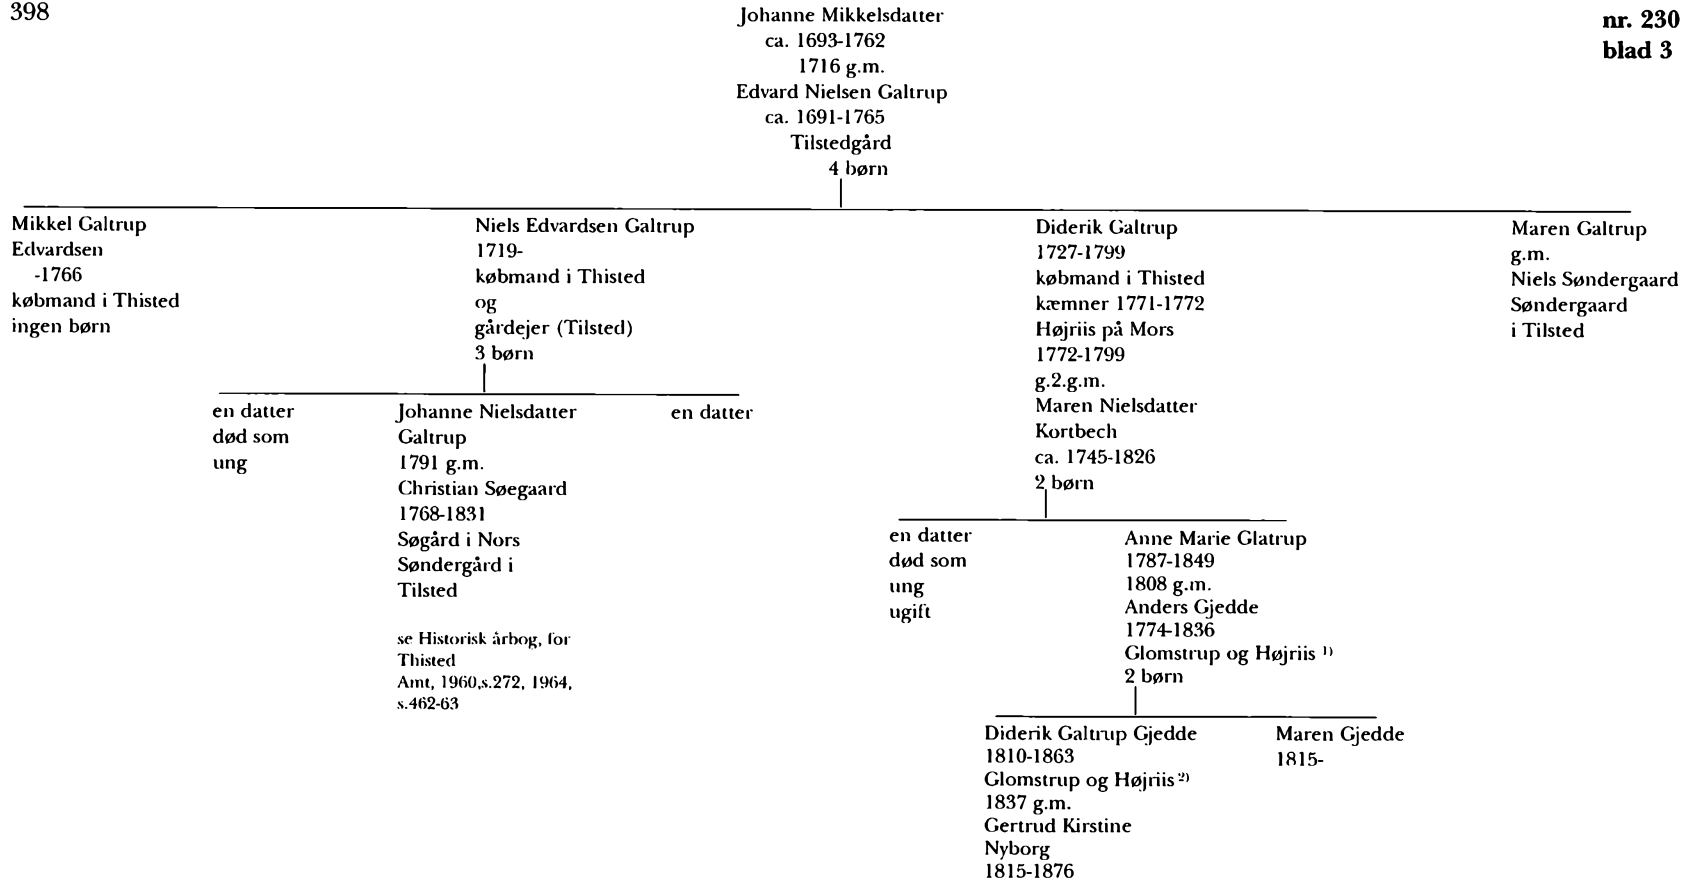 398
nr. 230
blad 3
Johanne Mikkelsdatter
ca. 1693-1762
1716 g.m.
Edvard Nielsen Galtrup
ca. 1691-1765
Tilstedgård
4 børn
Mikkel Galtrup
Edvardsen
-1766
købmand i Thisted
ingen børn
Niels Edvardsen Galtrup
1719-
købmand i Thisted
og
gårdejer (Tilsted)
3 børn
Diderik Galtrup
1727-1799
købmand i Thisted
kæmner 1771-1772
Højriis på Mors
1772-1799
g.2.g.m.
Maren Nielsdatter
Kortbech
ca. 1745-1826
2 børn
Maren Galtrup
g.m.
Niels Søndergaard
Søndergaard
i Tilsted
en datter
død som
ung
Johanne Nielsdatter
Galtrup
1791 g.m.
Christian Søegaard
1768-1831
Søgård i Nors
Søndergård i
Tilsted
se Historisk årbog, for
Thisted
Amt, 1960,s.272, 1964,
s.462-63
en datter
en datter
død som
ung
ugift
Anne Marie Glatrup
1787-1849
1808 g.m.
Anders Gjedde
1774-1836
Glomstrup og Højriis 1)
2 børn
Diderik Galtrup Gjedde
1810-1863
Glomstrup og Højriis 2)
1837 g.m.
Gertrud Kirstine
Nyborg
1815-1876
Maren Gjedde
1815-